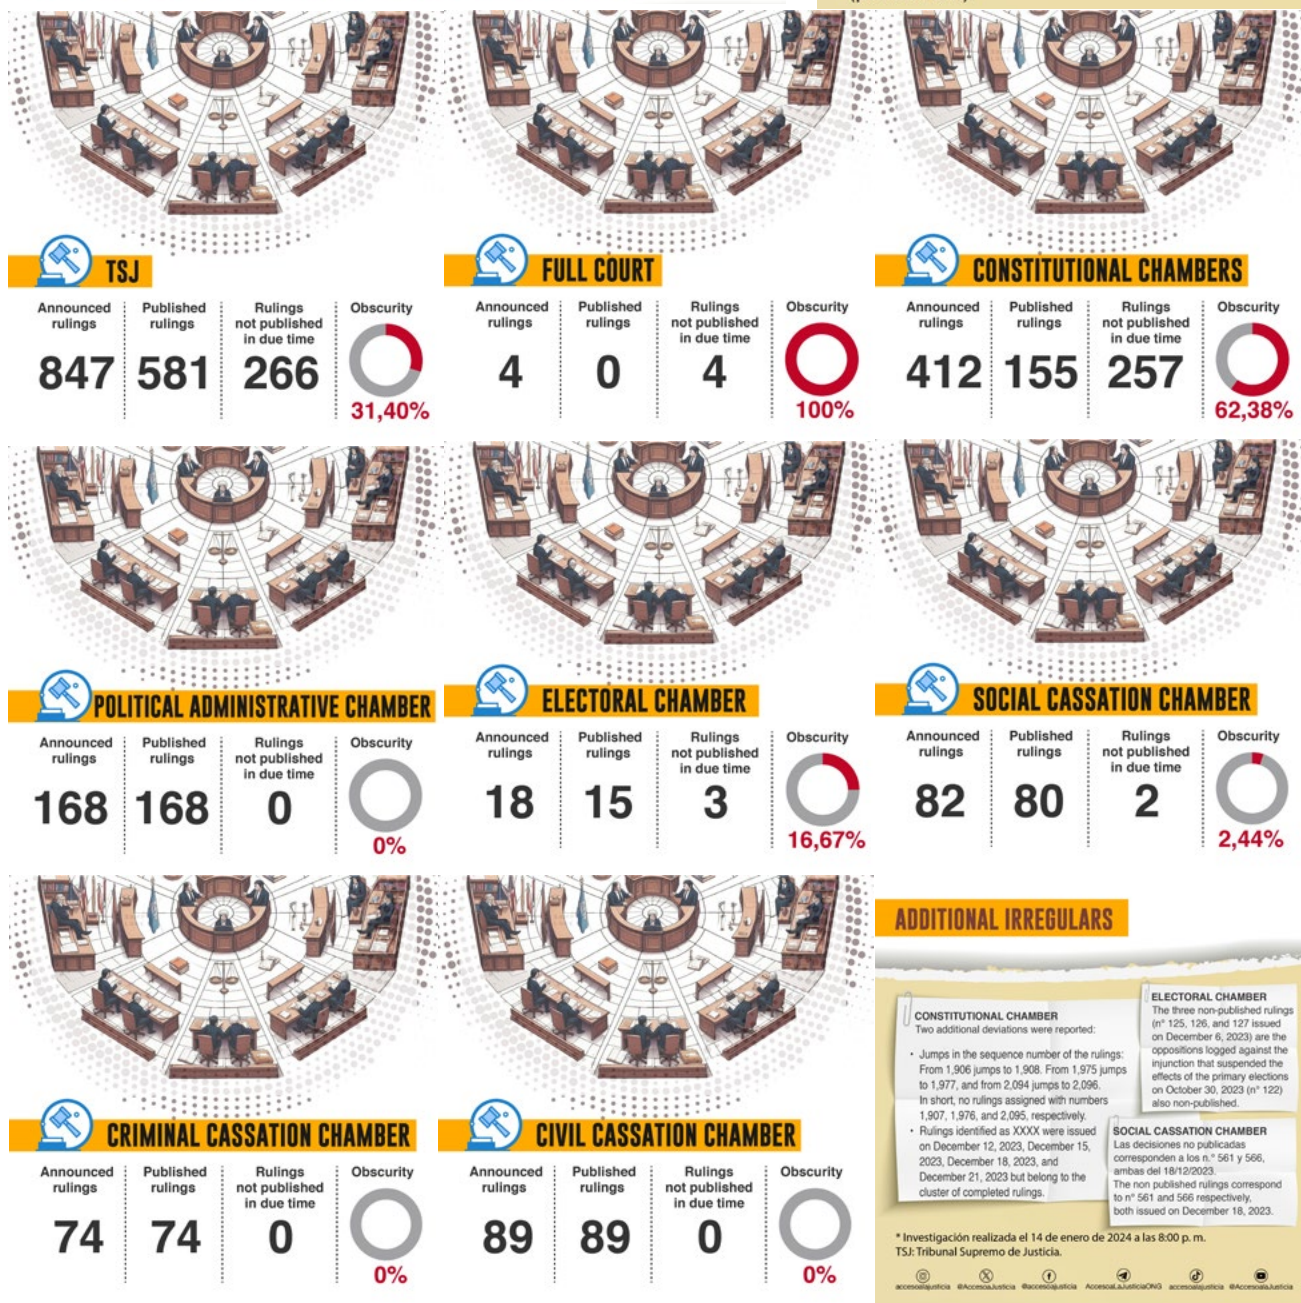 TSJ
Announced rulings
Published rulings
Rulings not published in due time
Obscurity
847
581
266
31,40%
FULL COURT
Announced rulings
Published rulings
Rulings not published in due time
Obscurity
4
0
4
100%
CONSTITUTIONAL CHAMBERS
Announced rulings
Published rulings
Rulings not published in due time
Obscurity
412
155
257
62,38%
POLITICAL ADMINISTRATIVE CHAMBER
Announced rulings
Published rulings
Rulings not published in due time
Obscurity
168
168
0
0%
ELECTORAL CHAMBER
Announced rulings
Published rulings
Rulings not published in due time
Obscurity
18
15
3
16,67%
SOCIAL CASSATION CHAMBER
Announced rulings
Published rulings
Rulings not published in due time
Obscurity
82
80
2
2,44%
CRIMINAL CASSATION CHAMBER
Announced rulings
Published rulings
Rulings not published in due time
Obscurity
74
74
0
0%
CIVIL CASSATION CHAMBER
Announced rulings
Published rulings
Rulings not published in due time
Obscurity
89
89
0
0%
ADDITIONAL IRREGULARS
CONSTITUTIONAL CHAMBER
Two additional deviations were reported:
• Jumps in the sequence number of the rulings:
From 1,906 jumps to 1,908. From 1,975 jumps
to 1,977, and from 2,094 jumps to 2,096.
In short, no rulings assigned with numbers
1,907, 1,976, and 2,095, respectively.
• Rulings identified as XXXX were issued
on December 12, 2023, December 15,
2023, December 18, 2023, and
December 21, 2023 but belong to the
cluster of completed rulings.
ELECTORAL CHAMBER
The three non-published rulings
(n° 125, 126, and 127 issued
on December 6, 2023) are the
oppositions logged against the
injunction that suspended the
effects of the primary elections
on October 30, 2023 (n° 122)
also non-published.
SOCIAL CASSATION CHAMBER
Las decisiones no publicadas
corresponden a los n.° 561 y 566,
ambas del 18/12/2023.
The non published rulings correspond
to n° 561 and 566 respectively,
both issued on December 18, 2023.
* Investigación realizada el 14 de enero de 2024 a las 8:00 p. m.
TSJ: Tribunal Supremo de Justicia.
accesoalajusticia @AccesoaJusticia @accesoajusticia AccesoaLaJusticiaONG accesoalajusticia @AccesoalaJusticia